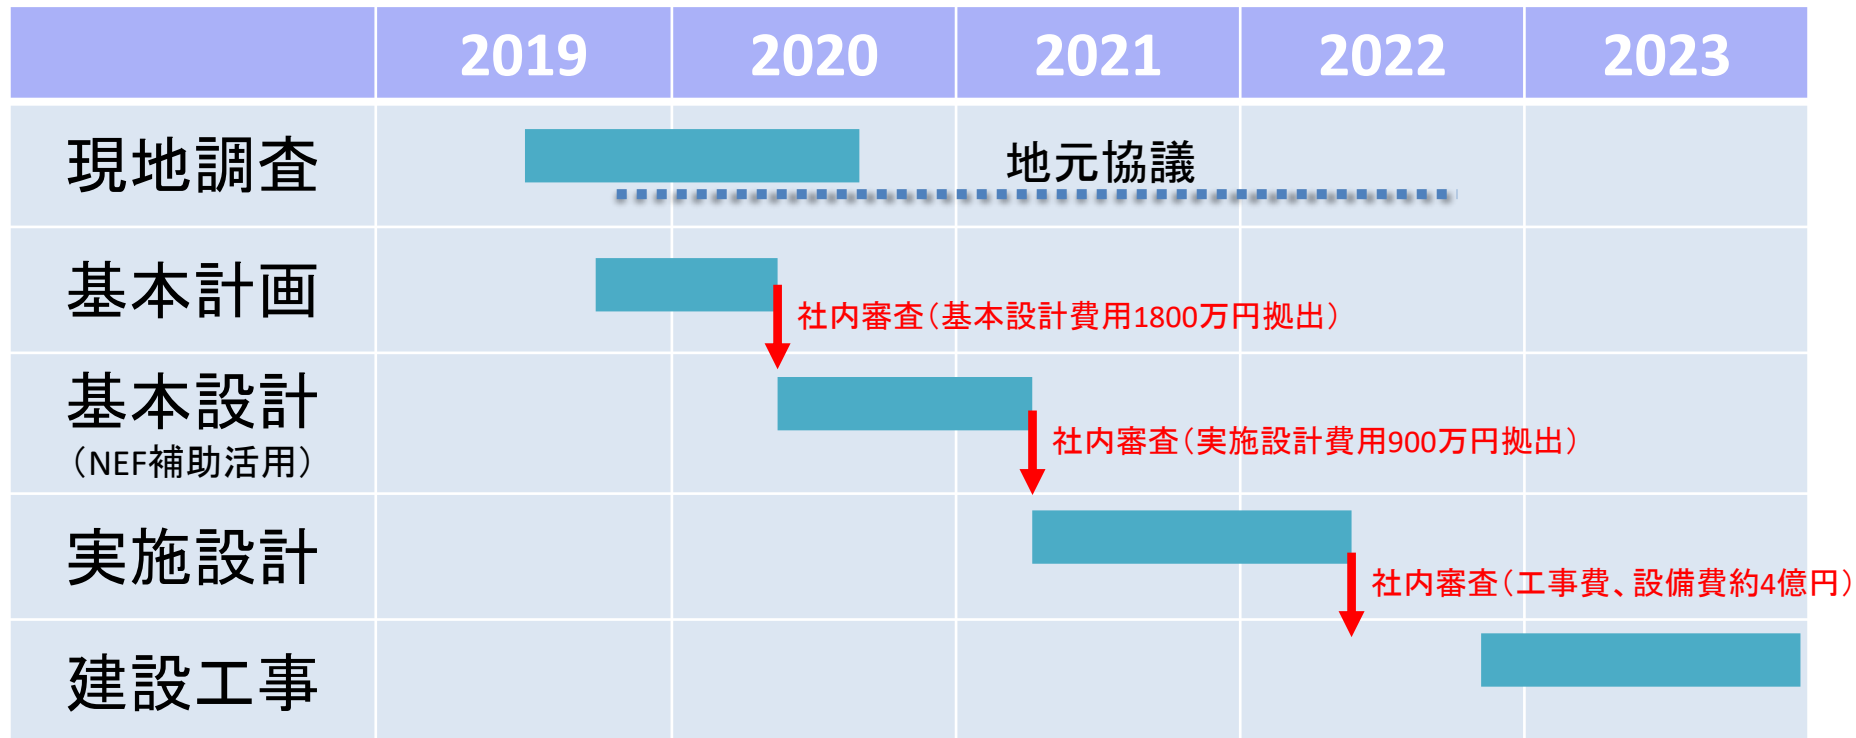 2019 2020 2021 2022 2023
現地調査
地元協議
基本計画
社内審査（基本設計費用1800万円拠出）
基本設計
（NEF補助活用）
社内審査（実施設計費用900万円拠出）
実施設計
社内審査（工事費、設備費約4億円）
建設工事